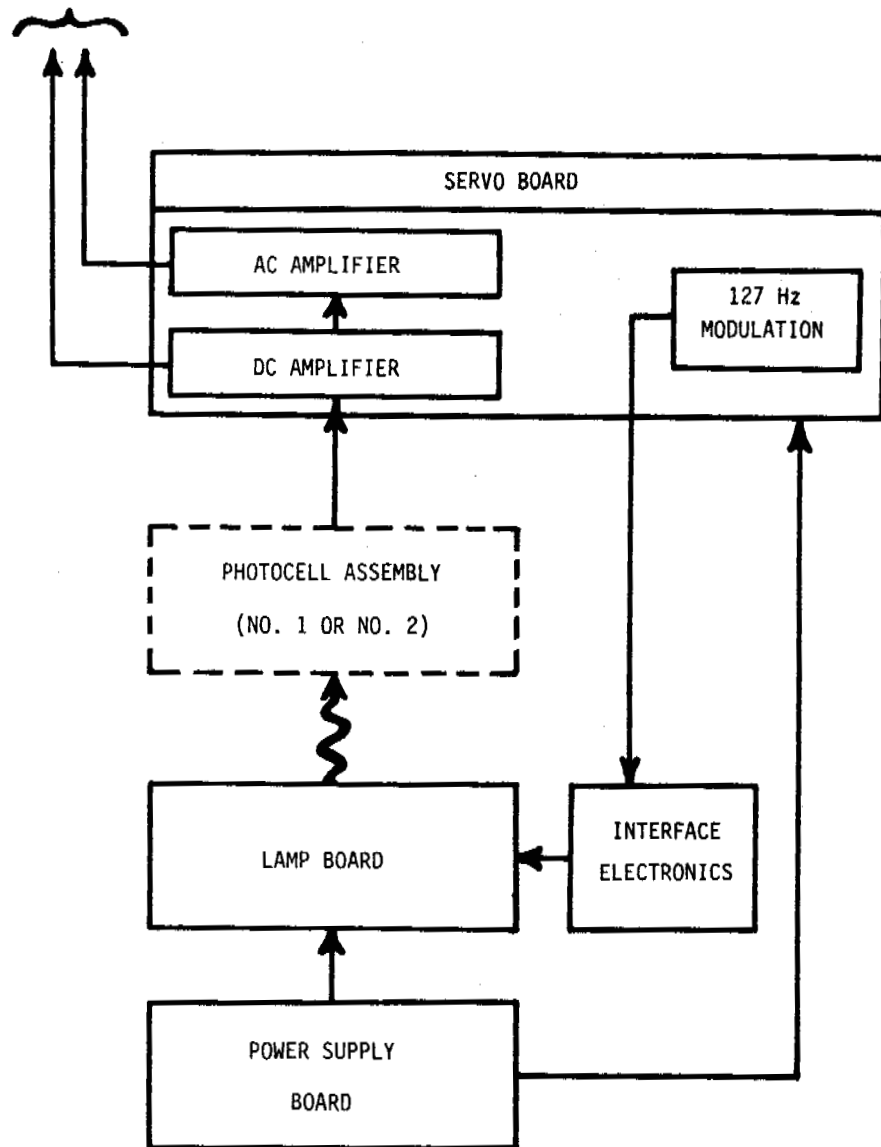 SERVO BOARD
AC AMPLIFIER
127 Hz
MODULATION
DC AMPLIFIER
PHOTOCELL ASSEMBLY
(NO. 1 OR NO. 2)
LAMP BOARD
INTERFACE
ELECTRONICS
POWER SUPPLY
BOARD